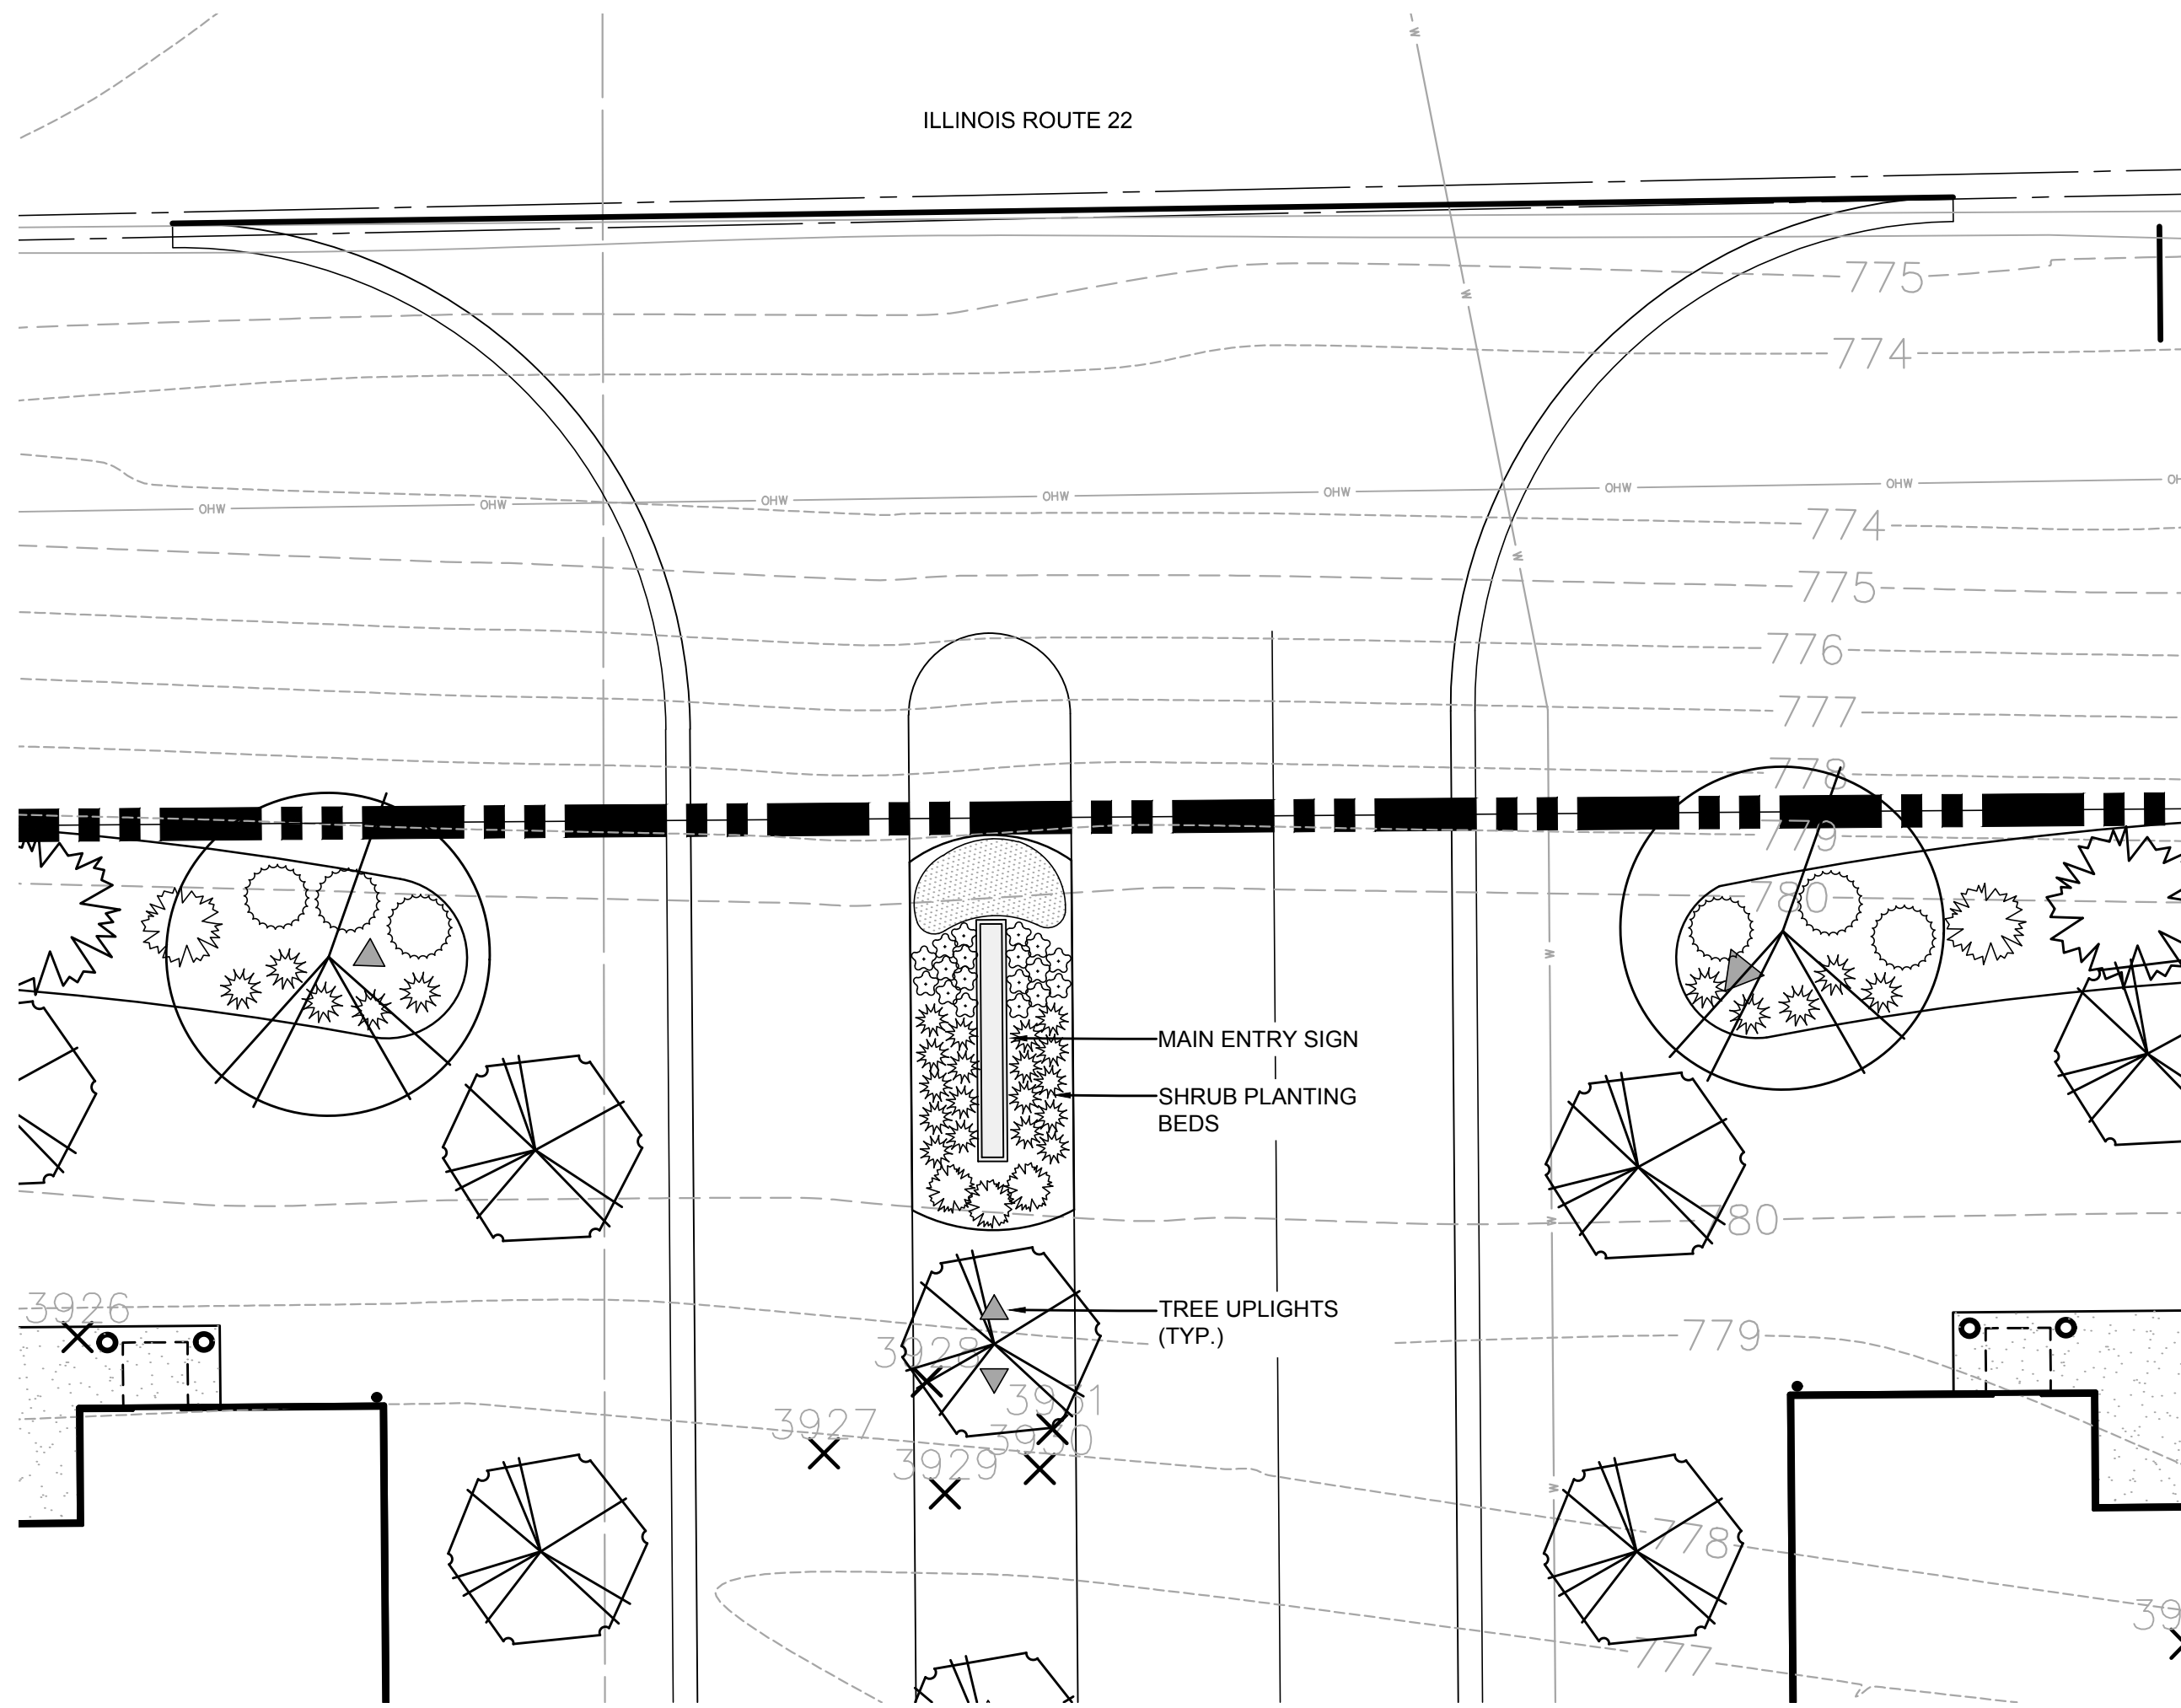 ILLINOIS ROUTE 22
775
774
OHW OHW OHW OHW OHW OHW OHW
774
775
776
777
778
779
780
MAIN ENTRY SIGN
SHRUB PLANTING
BEDS
780
3926
TREE UPLIGHTS
(TYP.)
779
3928
3931
3927
3930
3929
778
777
W
W
W
W
W
W